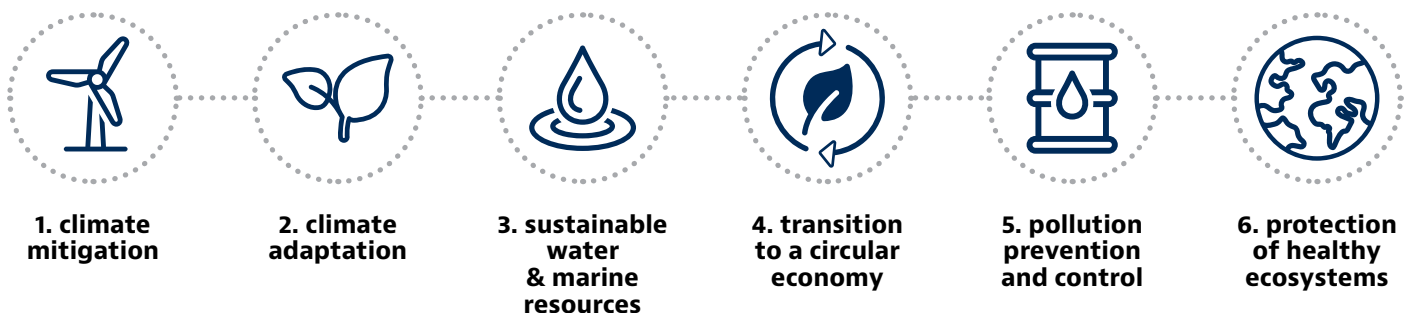 1. climate
mitigation
2. climate
adaptation
3. sustainable
water
& marine
resources
4. transition
to a circular
economy
5. pollution
prevention
and control
6. protection
of healthy
ecosystems